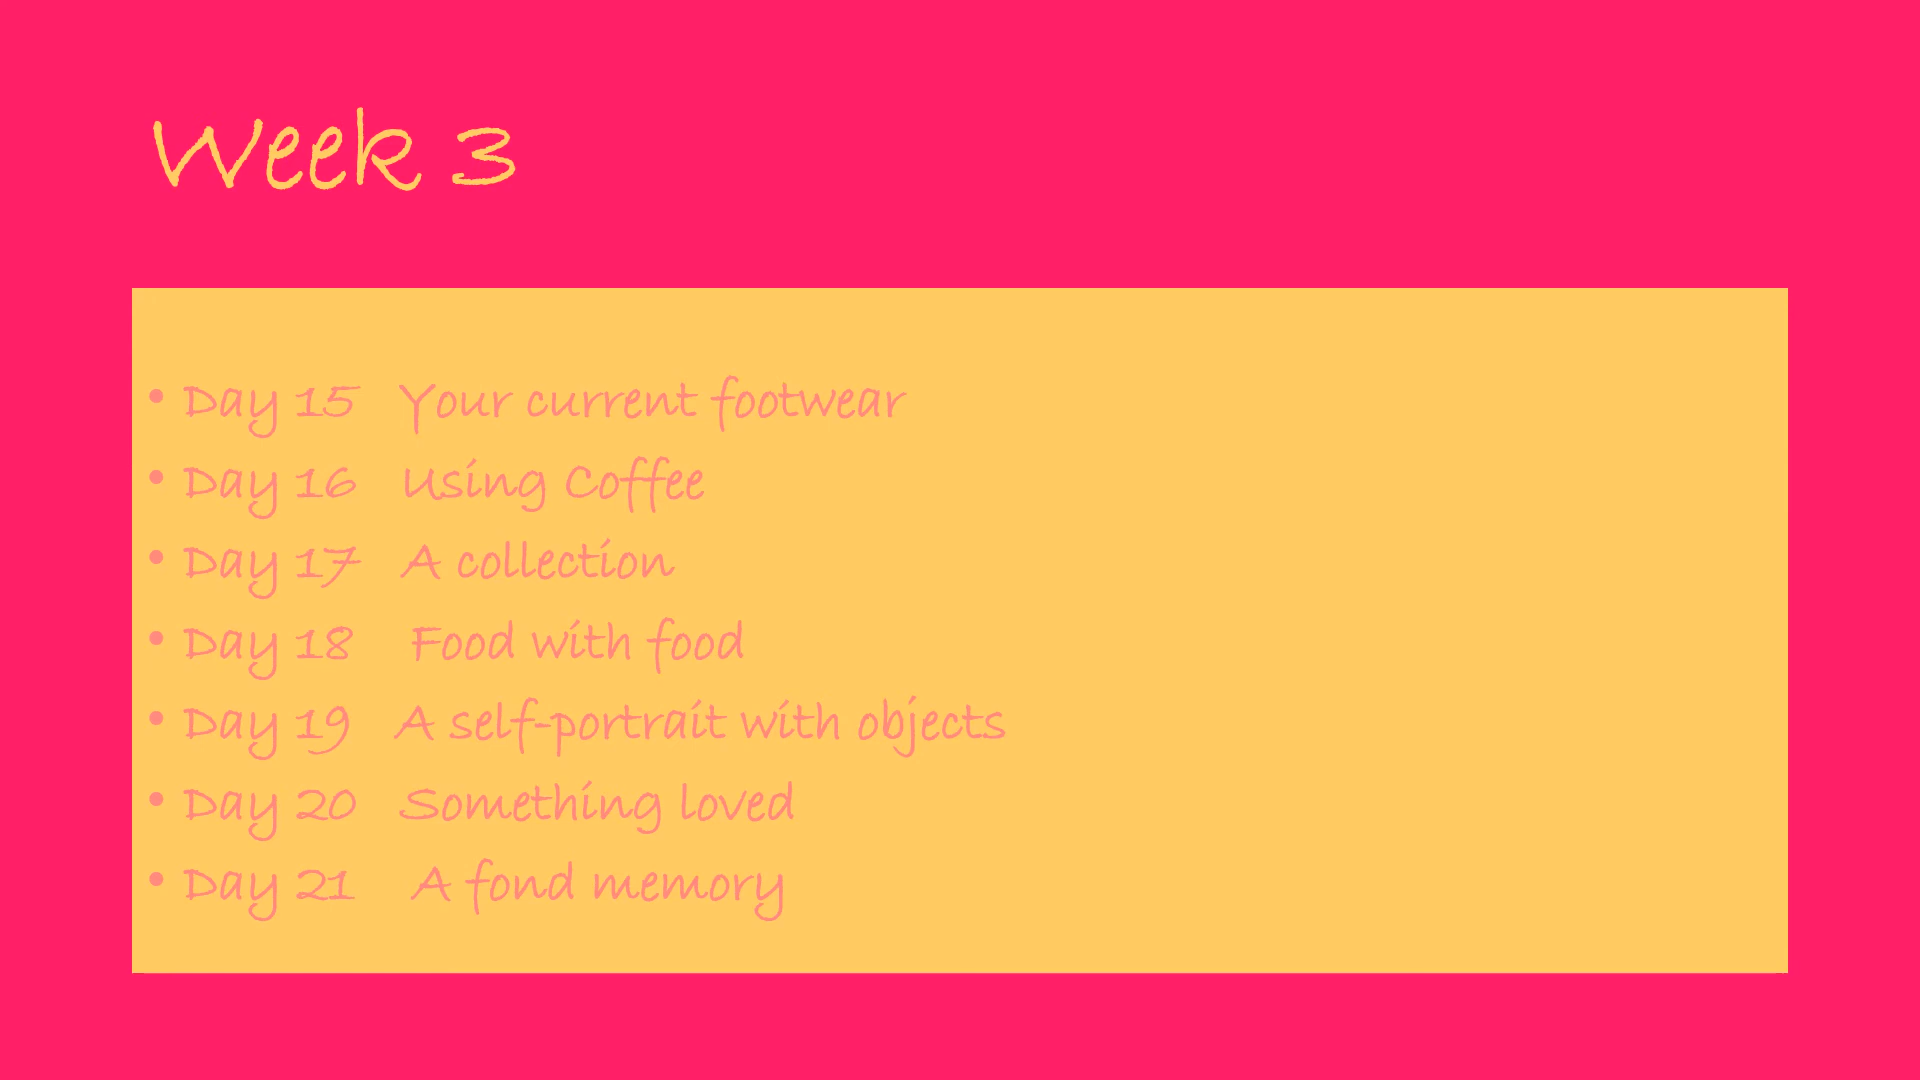 Week 3
• Day 15 Your current footwear
• Day 16 Using Coffee
• Day 17 A collection
• Day 18 Food with food
• Day 19 A self-portrait with objects
• Day 20 Something loved
• Day 21 A fond memory